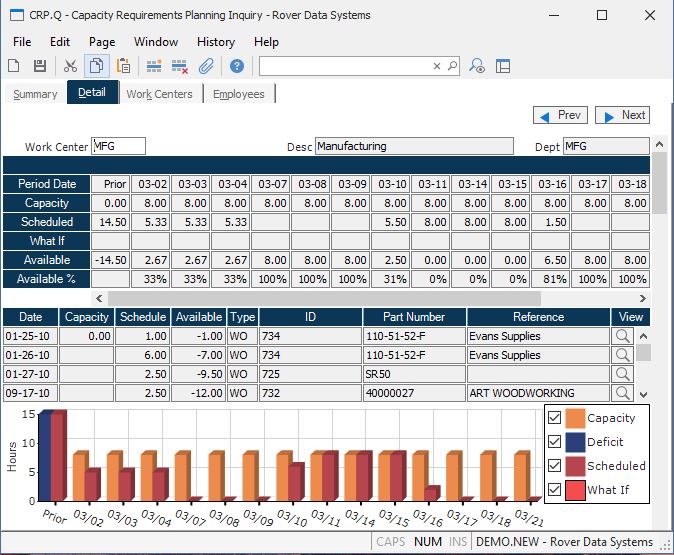 CRP.Q - Capacity Requirements Planning Inquiry - Rover Data Systems
File Edit Page Window History Help
Summary Detail Work Centers Employees
Prev Next
Work Center MFG Desc Manufacturing Dept MFG
Period Date Prior 03-02 03-03 03-04 03-07 03-08 03-09 03-10 03-11 03-14 03-15 03-16 03-17 03-18
Capacity 0.00 8.00 8.00 8.00 8.00 8.00 8.00 8.00 8.00 8.00 8.00 8.00 8.00 8.00
Scheduled 14.50 5.33 5.33 5.33 5.50 8.00 8.00 8.00 1.50
What If
Available -14.50 2.67 2.67 2.67 8.00 8.00 8.00 2.50 0.00 0.00 0.00 6.50 8.00 8.00
Available % 33% 33% 33% 100% 100% 100% 31% 0% 0% 0% 81% 100% 100%
Date Capacity Schedule Available Type ID Part Number Reference View
01-25-10 0.00 1.00 -1.00 WO 734 110-51-52-F Evans Supplies
01-26-10 6.00 -7.00 WO 734 110-51-52-F Evans Supplies
01-27-10 2.50 -9.50 WO 725 SR50
09-17-10 2.50 -12.00 WO 732 40000027 ART WOODWORKING
15
10
5
0
Hours
Prior 03/02 03/03 03/04 03/07 03/08 03/09 03/10 03/11 03/14 03/15 03/16 03/17 03/18 03/21
Capacity
Deficit
Scheduled
What If
CAPS NUM INS DEMO.NEW - Rover Data Systems